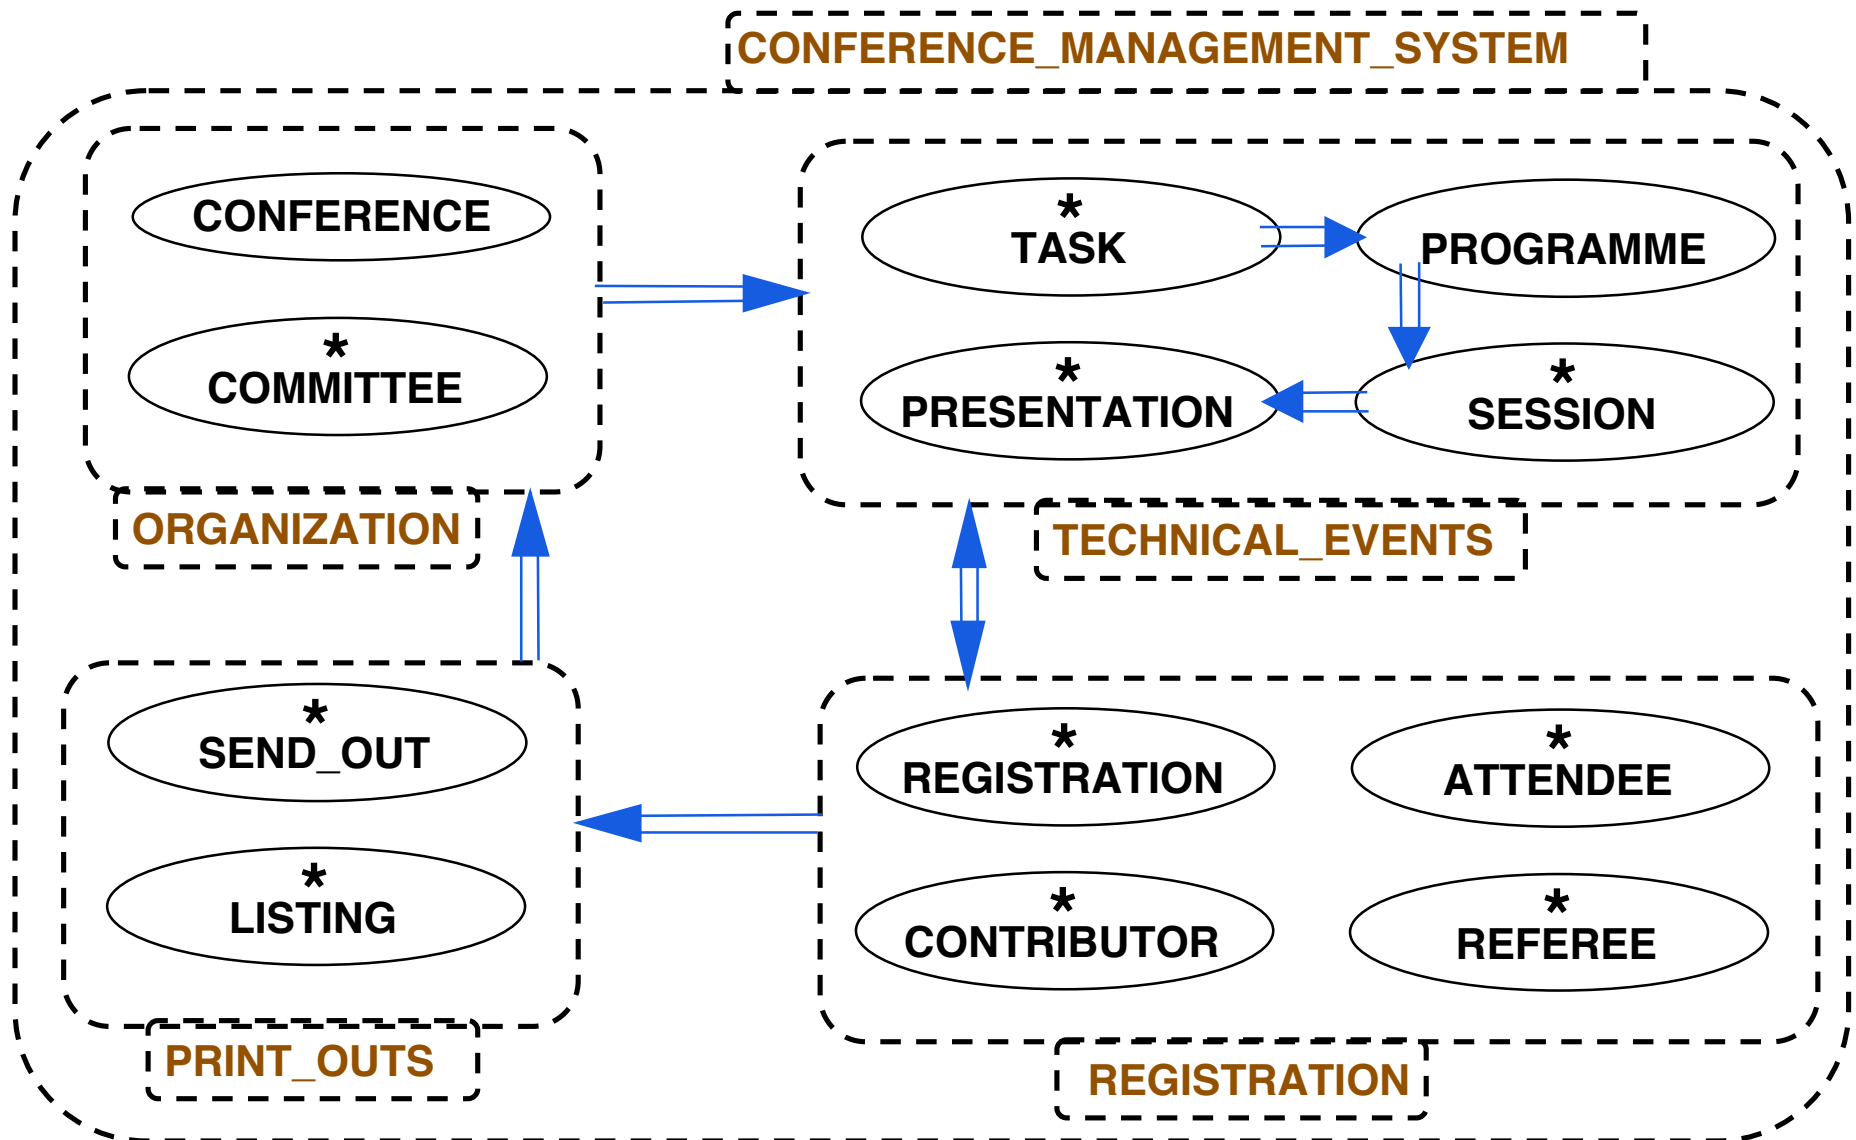 CONFERENCE_MANAGEMENT_SYSTEM
CONFERENCE
*
COMMITTEE
ORGANIZATION
*
TASK
PROGRAMME
*
PRESENTATION
*
SESSION
TECHNICAL_EVENTS
*
SEND_OUT
*
LISTING
PRINT_OUTS
*
REGISTRATION
*
ATTENDEE
*
CONTRIBUTOR
*
REFEREE
REGISTRATION